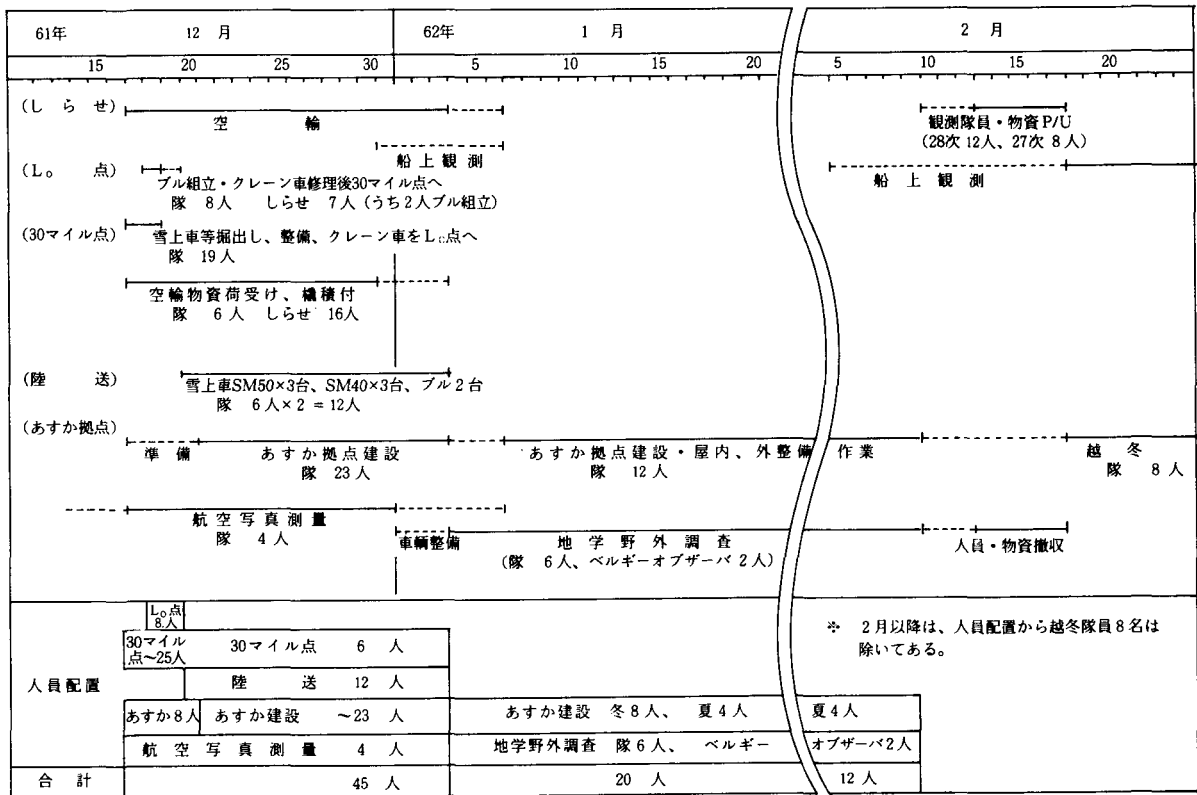 61年 12 月 62年 1 月 2 月
15 20 25 30 5 10 15 20 5 10 15 20
(し ら せ)
空 輸
観測隊員・物資 P/U
(28次 12人、27次 8人)
船 上 観 測
船 上 観 測
(L₀ 点)
ブル組立・クレーン車修理後30マイル点へ
隊 8人 しらせ 7人 (うち2人ブル組立)
(30マイル点)
雪上車等掘出し、整備、クレーン車をL₀点へ
隊 19人
空輸物資荷受け、橇積付
隊 6人 しらせ 16人
(陸 送)
雪上車SM50×3台、SM40×3台、ブル2台
隊 6人×2 = 12人
(あすか拠点)
準 備 あすか拠点建設 あすか拠点建設・屋内、外整備 作業 越 冬
隊 23人 隊 12人 隊 8人
航空写真測量
隊 4人
車輌整備 地学野外調査 人員・物資撤収
(隊 6人、ベルギーオブザーバ 2人)
人員配置
L₀点
8人
30マイル
点~25人
30マイル点 6 人
陸 送 12 人
あすか8人 あすか建設 ~23 人 あすか建設 冬8人、 夏4人 夏4人
航空写真測量 4 人 地学野外調査 隊6人、 ベルギー オブザーバ2人
合 計 45 人 20 人 12 人
※ 2月以降は、人員配置から越冬隊員8名は
除いてある。